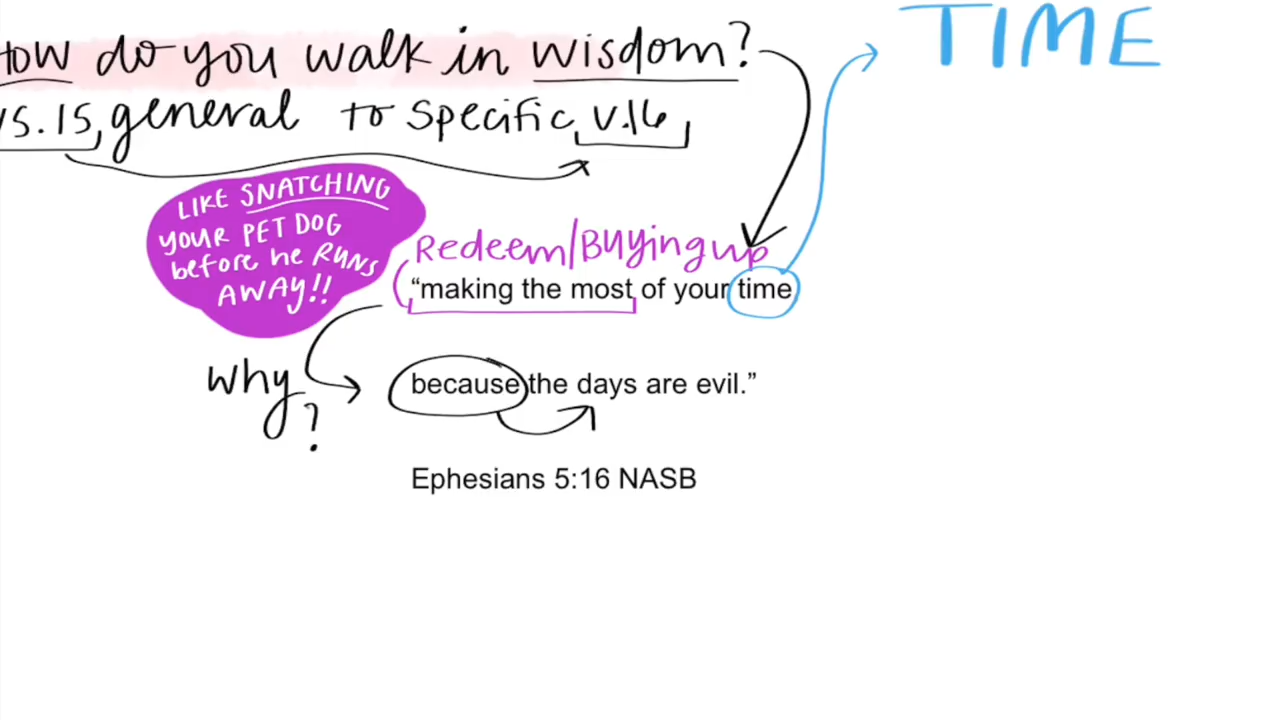 How do you walk in wisdom?
TIME
vs.15, general to specific, v.16
LIKE SNATCHING
YOUR PET DOG
before he RUNS
AWAY!!
Redeem/Buying up
“making the most of your time
Why?
because the days are evil.”
Ephesians 5:16 NASB